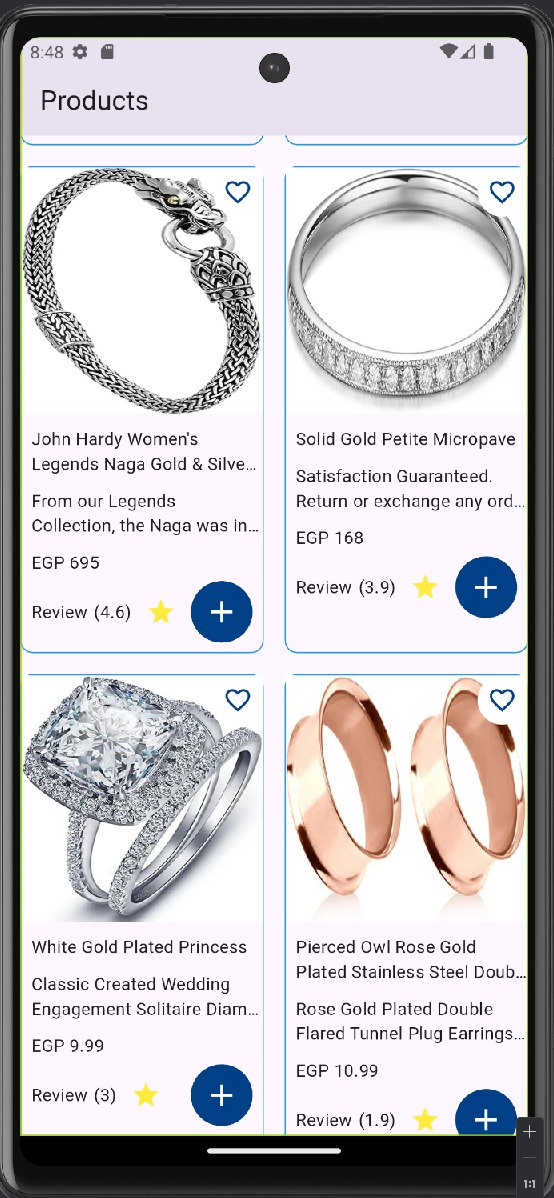 8:48
Products
John Hardy Women's
Legends Naga Gold & Silve…
From our Legends
Collection, the Naga was in…
EGP 695
Review (4.6)
Solid Gold Petite Micropave
Satisfaction Guaranteed.
Return or exchange any ord…
EGP 168
Review (3.9)
White Gold Plated Princess
Classic Created Wedding
Engagement Solitaire Diam…
EGP 9.99
Review (3)
Pierced Owl Rose Gold
Plated Stainless Steel Doub…
Rose Gold Plated Double
Flared Tunnel Plug Earrings…
EGP 10.99
Review (1.9)
1:1